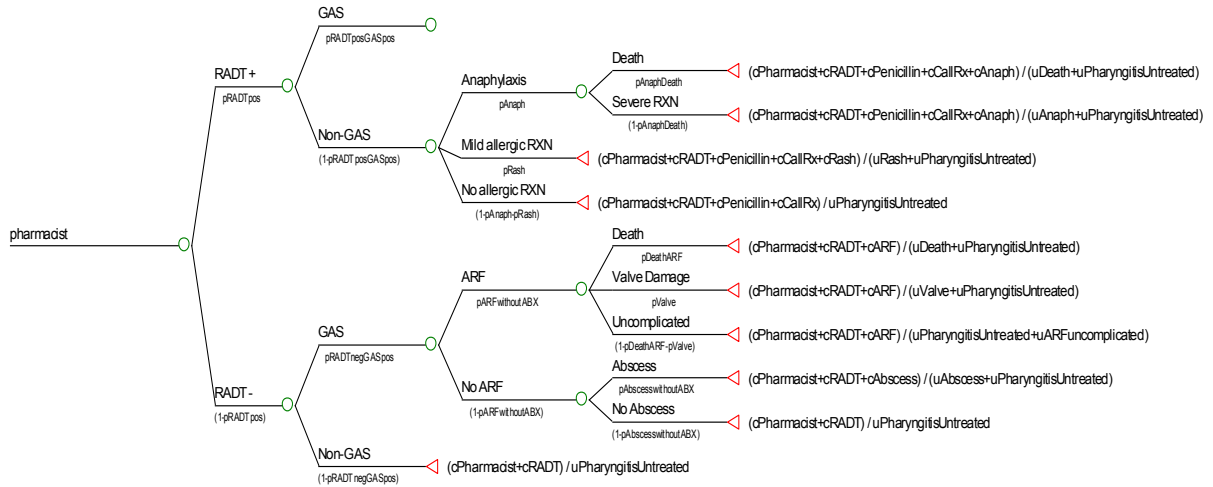 GAS
pRADTposGASpos
RADT +
pRADTpos
Death
pAnaphDeath
(cPharmacist+cRADT+cPenicillin+cCallRx+cAnaph) / (uDeath+uPharyngitisUntreated)
Anaphylaxis
pAnaph
Severe RXN
(1-pAnaphDeath)
(cPharmacist+cRADT+cPenicillin+cCallRx+cAnaph) / (uAnaph+uPharyngitisUntreated)
Non-GAS
(1-pRADTposGASpos)
Mild allergic RXN
pRash
(cPharmacist+cRADT+cPenicillin+cCallRx+cRash) / (uRash+uPharyngitisUntreated)
No allergic RXN
(1-pAnaph-pRash)
(cPharmacist+cRADT+cPenicillin+cCallRx) / uPharyngitisUntreated
pharmacist
Death
pDeathARF
(cPharmacist+cRADT+cARF) / (uDeath+uPharyngitisUntreated)
ARF
pARFwithoutABX
Valve Damage
pValve
(cPharmacist+cRADT+cARF) / (uValve+uPharyngitisUntreated)
Uncomplicated
(1-pDeathARF-pValve)
(cPharmacist+cRADT+cARF) / (uPharyngitisUntreated+uARFuncomplicated)
GAS
pRADTnegGASpos
Abscess
pAbscesswithoutABX
(cPharmacist+cRADT+cAbscess) / (uAbscess+uPharyngitisUntreated)
No ARF
(1-pARFwithoutABX)
No Abscess
(1-pAbscesswithoutABX)
(cPharmacist+cRADT) / uPharyngitisUntreated
RADT -
(1-pRADTpos)
Non-GAS
(1-pRADTnegGASpos)
(cPharmacist+cRADT) / uPharyngitisUntreated